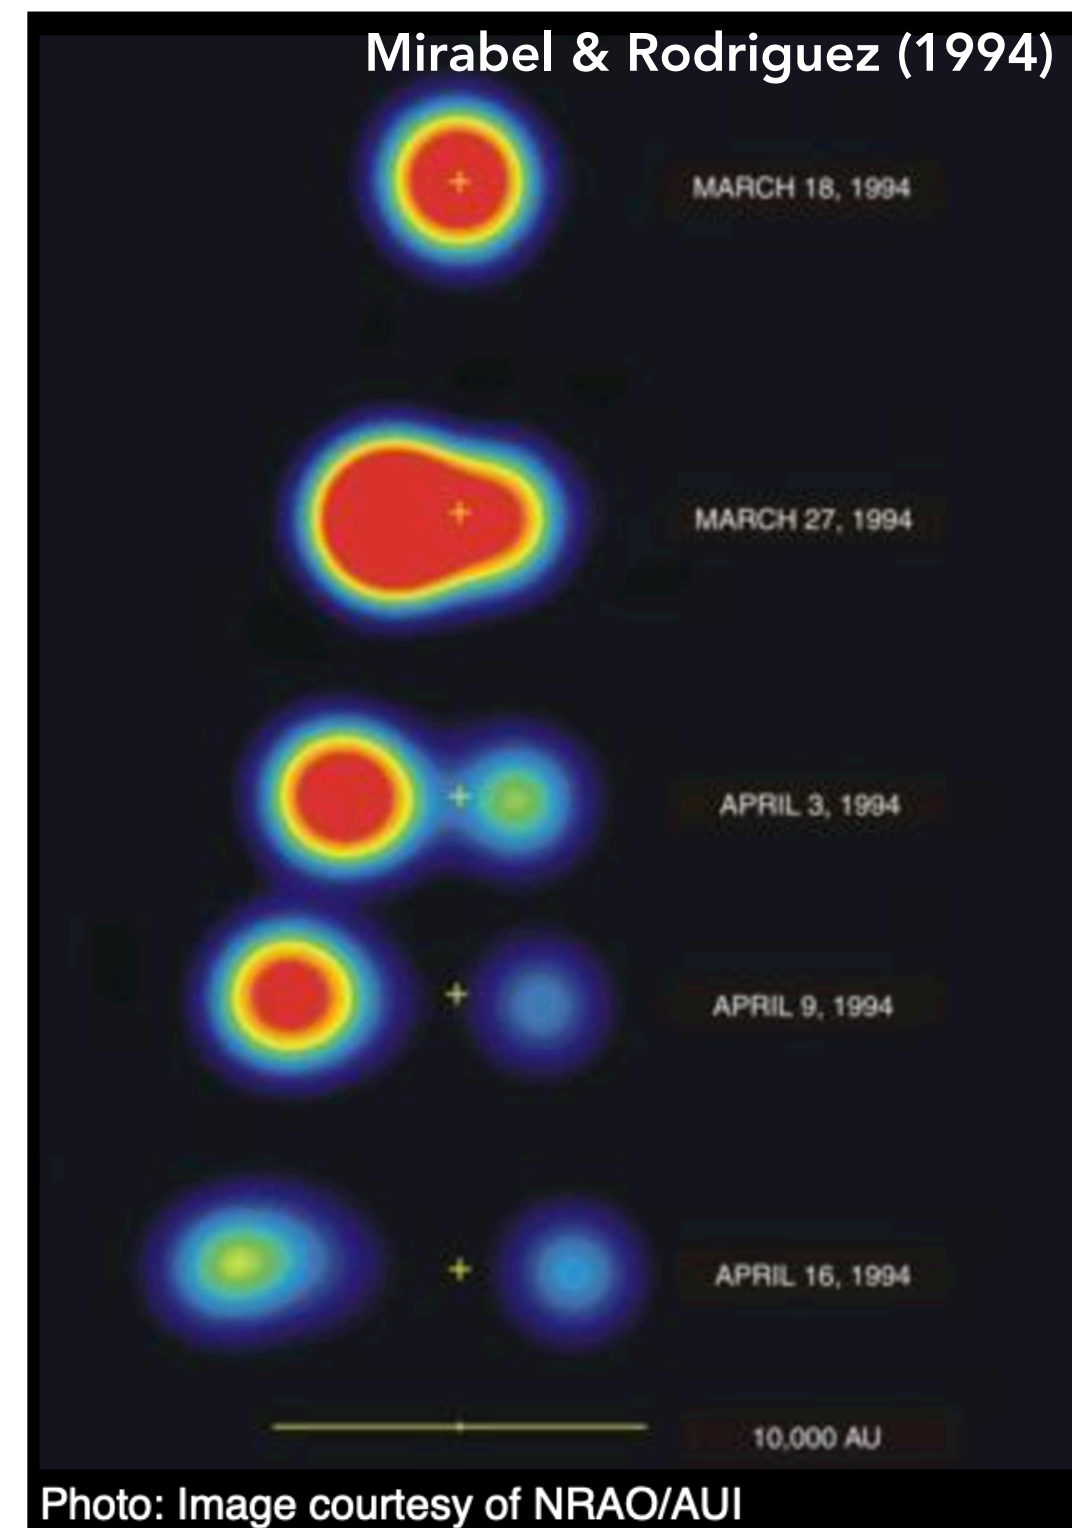 Mirabel & Rodriguez (1994)
MARCH 18, 1994
MARCH 27, 1994
APRIL 3, 1994
APRIL 9, 1994
APRIL 16, 1994
10,000 AU
Photo: Image courtesy of NRAO/AUI